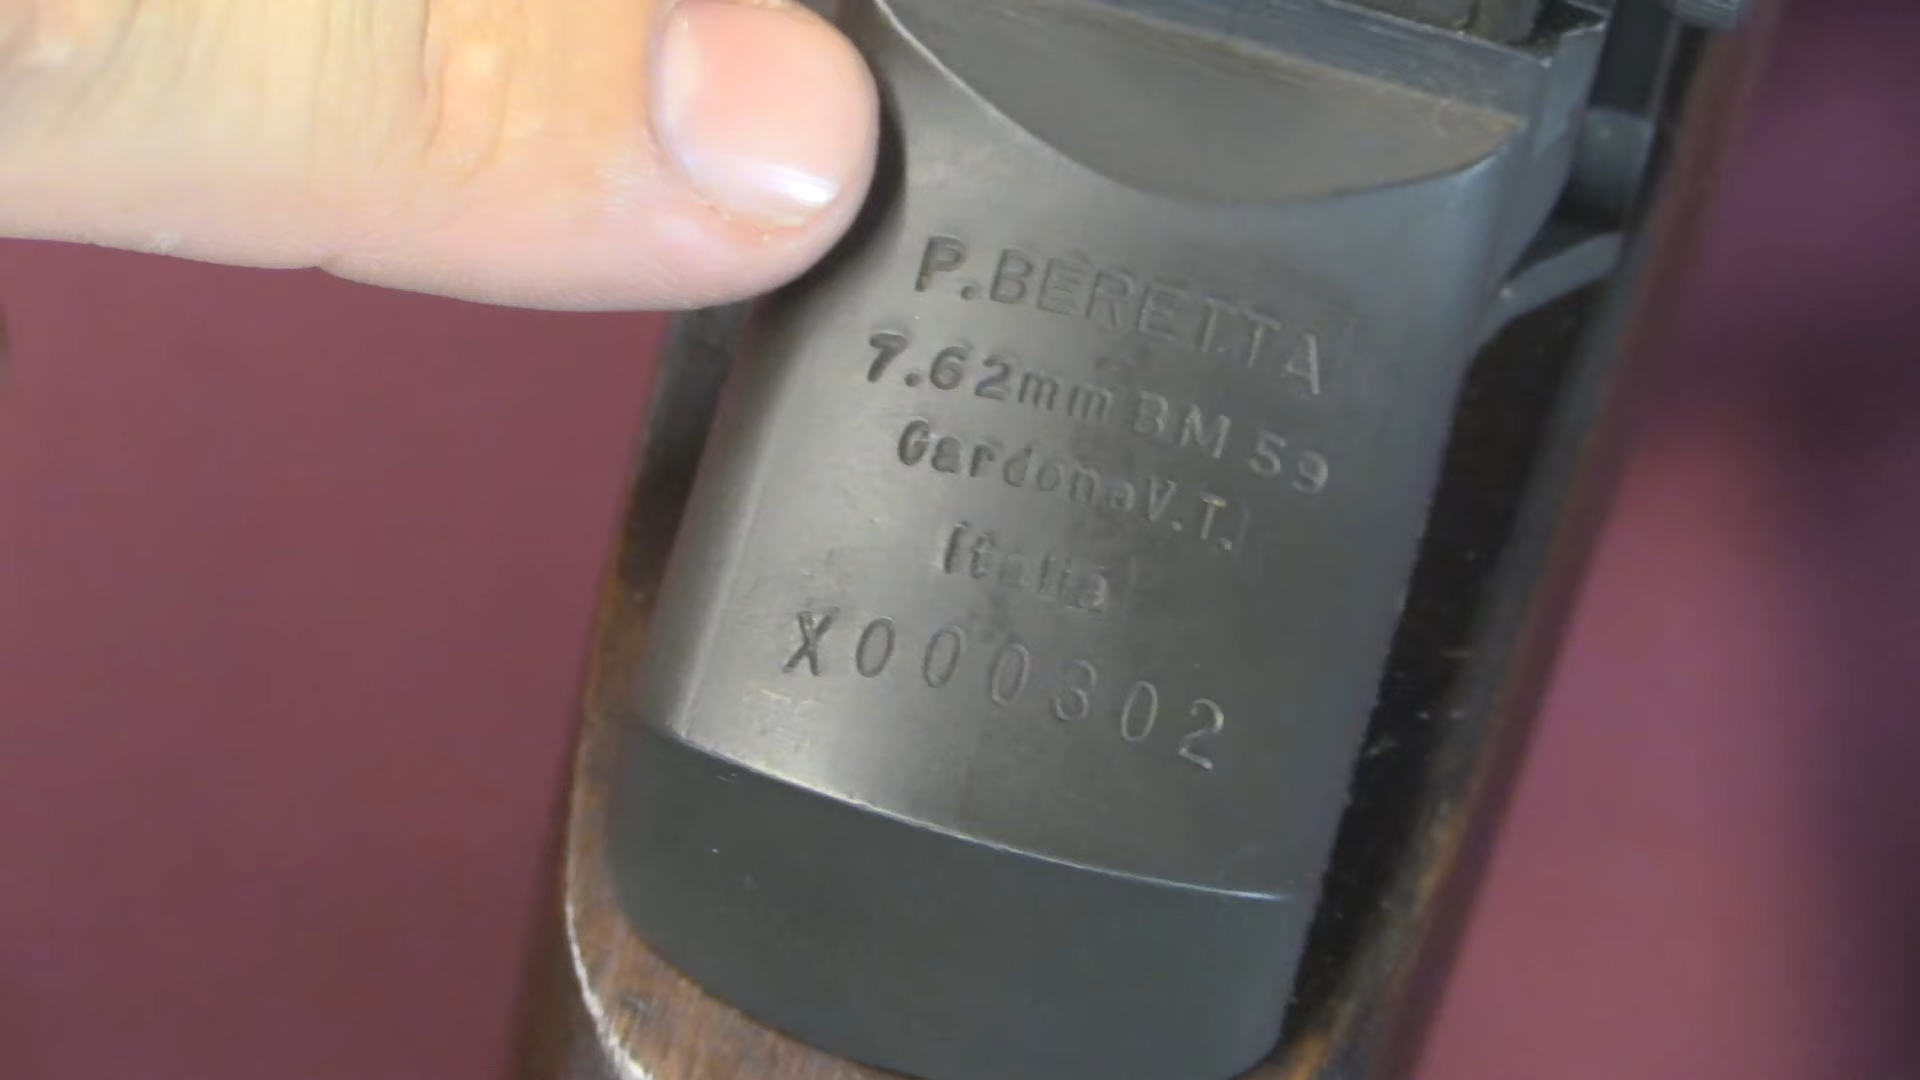 P.BERETTA
7.62mm BM 59
Gardone V.T.
Italia
X000302